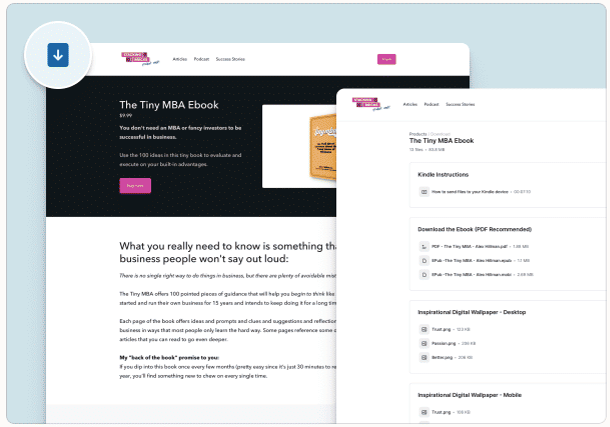 STACKING
THE BRICKS
Articles Podcast Success Stories
The Tiny MBA Ebook
$9.99
You don't need an MBA or fancy investors to be
successful in business.
Use the 100 ideas in this tiny book to evaluate and
execute on your built-in advantages.
Buy now
What you really need to know is something tha
business people won't say out loud:
There is no single right way to do things in business, but there are plenty of avoidable mist
The Tiny MBA offers 100 pointed pieces of guidance that will help you begin to think like
started and run their own business for 15 years and intends to keep doing it for a long time
Each page of the book offers ideas and prompts and clues and suggestions and reflection
business in ways that most people only learn the hard way. Some pages reference some o
articles that you can read to go even deeper.
My "back of the book" promise to you:
If you dip into this book once every few months (pretty easy since it's just 30 minutes to re
year, you'll find something new to chew on every single time.
STACKING
THE BRICKS
Articles Podcast Success Stories
Products / Download
The Tiny MBA Ebook
Kindle Instructions
How to send files to your Kindle device
Download the Ebook (PDF Recommended)
PDF - The Tiny MBA - Alex Hillman.pdf
EPub - The Tiny MBA - Alex Hillman.epub
EPub - The Tiny MBA - Alex Hillman.mobi
Inspirational Digital Wallpaper - Desktop
Trust.png
Passion.png
Better.png
Inspirational Digital Wallpaper - Mobile
Trust.png